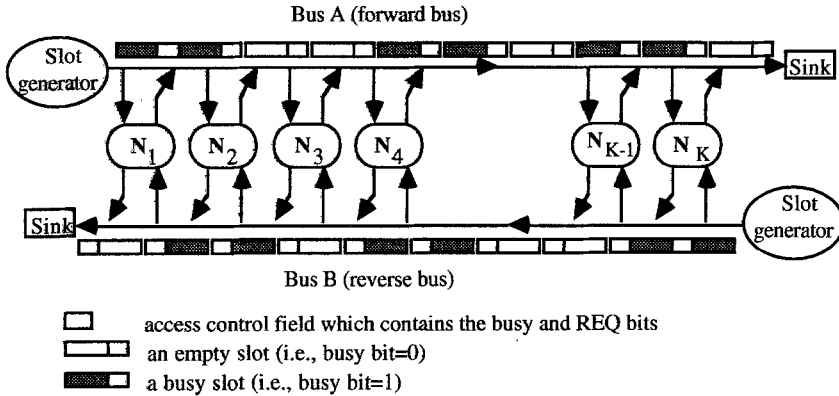 Bus A (forward bus)
Slot
generator
Sink
N1
N2
N3
N4
NK-1
NK
Sink
Slot
generator
Bus B (reverse bus)
access control field which contains the busy and REQ bits
an empty slot (i.e., busy bit=0)
a busy slot (i.e., busy bit=1)